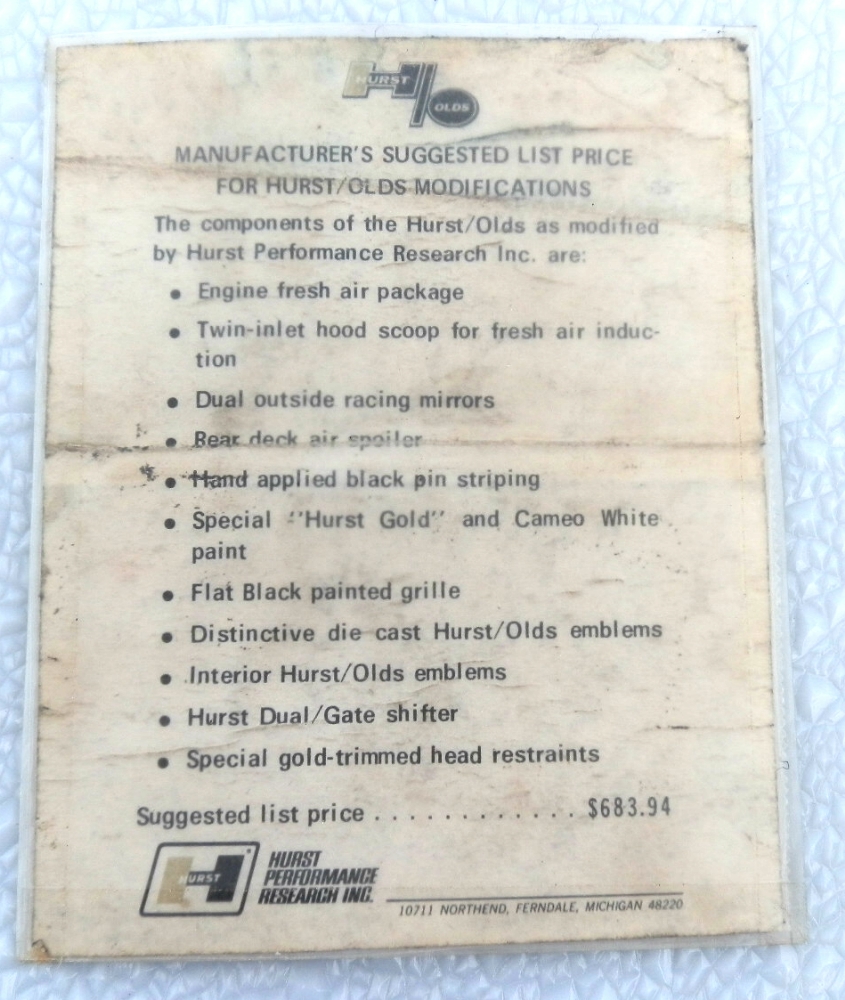 HURST
OLDS
MANUFACTURER'S SUGGESTED LIST PRICE
FOR HURST/OLDS MODIFICATIONS
The components of the Hurst/Olds as modified
by Hurst Performance Research Inc. are:
• Engine fresh air package
• Twin-inlet hood scoop for fresh air induc-
tion
• Dual outside racing mirrors
• Rear deck air spoiler
• Hand applied black pin striping
• Special "Hurst Gold" and Cameo White
paint
• Flat Black painted grille
• Distinctive die cast Hurst/Olds emblems
• Interior Hurst/Olds emblems
• Hurst Dual/Gate shifter
• Special gold-trimmed head restraints
Suggested list price . . . . . . . . . . . . . $683.94
HURST
HURST
PERFORMANCE
RESEARCH INC.
10711 NORTHEND, FERNDALE, MICHIGAN 48220